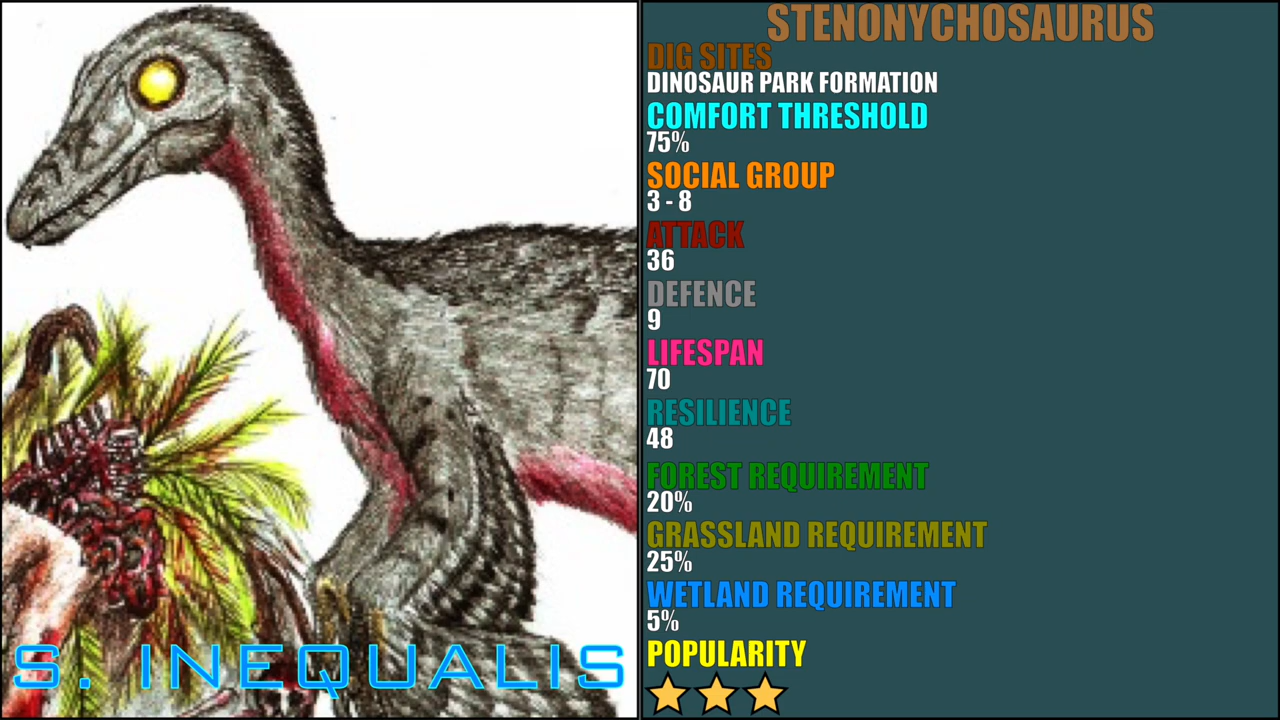 STENONYCHOSAURUS
DIG SITES
DINOSAUR PARK FORMATION
COMFORT THRESHOLD
75%
SOCIAL GROUP
3 - 8
ATTACK
36
DEFENCE
9
LIFESPAN
70
RESILIENCE
48
FOREST REQUIREMENT
20%
GRASSLAND REQUIREMENT
25%
WETLAND REQUIREMENT
5%
POPULARITY
S. INEQUALIS